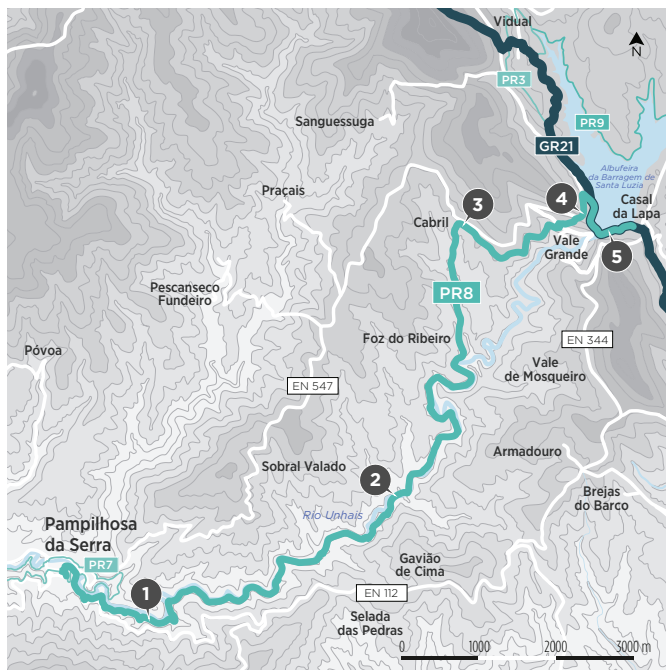 Vidual
N
PR3
PR9
Sanguessuga
GR21
Albufeira
da Barragem de
Santa Luzia
Praçais
4
Casal
da Lapa
3
Cabril
Vale
Grande
5
Pescanseco
Fundeiro
PR8
Foz do Ribeiro
EN 344
Póvoa
Vale
de Mosqueiro
EN 547
Armadouro
Sobral Valado
2
Brejas
do Barco
Rio Unhais
Pampilhosa
da Serra
PR7
Gavião
de Cima
1
EN 112
Selada
das Pedras
0 1000 2000 3000 m